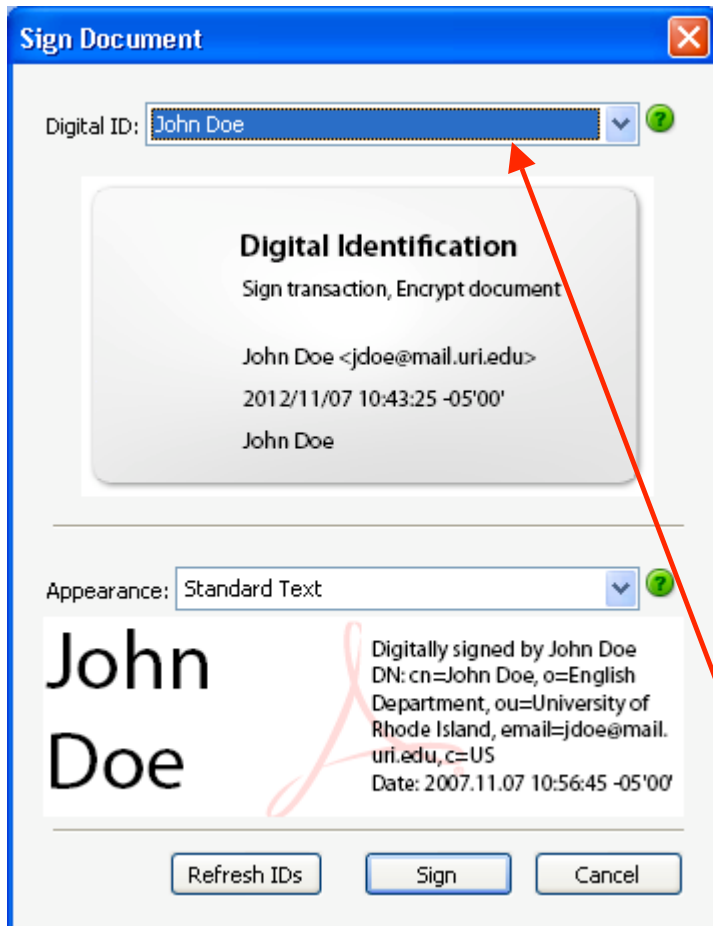 Sign Document
Digital ID: John Doe
?
Digital Identification
Sign transaction, Encrypt document
John Doe <jdoe@mail.uri.edu>
2012/11/07 10:43:25 -05'00'
John Doe
Appearance: Standard Text
?
John
Doe
Digitally signed by John Doe
DN: cn=John Doe, o=English
Department, ou=University of
Rhode Island, email=jdoe@mail.
uri.edu, c=US
Date: 2007.11.07 10:56:45 -05'00'
Refresh IDs Sign Cancel